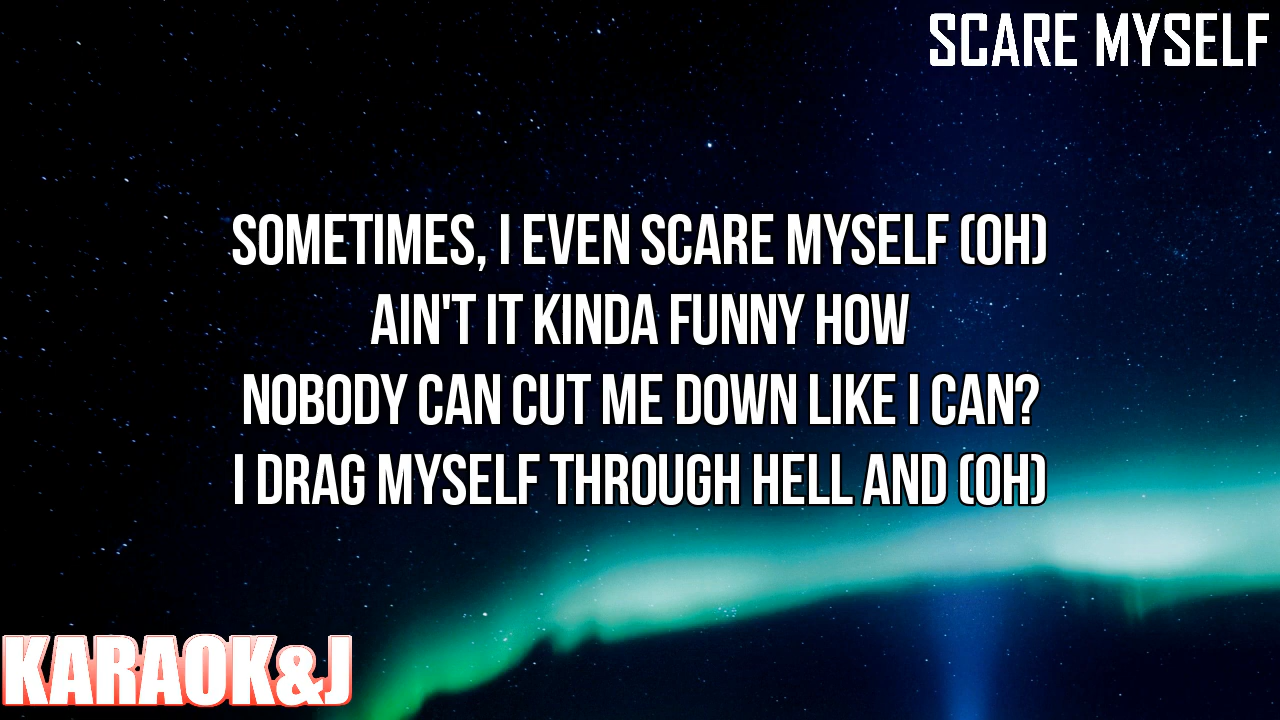 SCARE MYSELF
SOMETIMES, I EVEN SCARE MYSELF (OH)
AIN'T IT KINDA FUNNY HOW
NOBODY CAN CUT ME DOWN LIKE I CAN?
I DRAG MYSELF THROUGH HELL AND (OH)
KARAOK&J